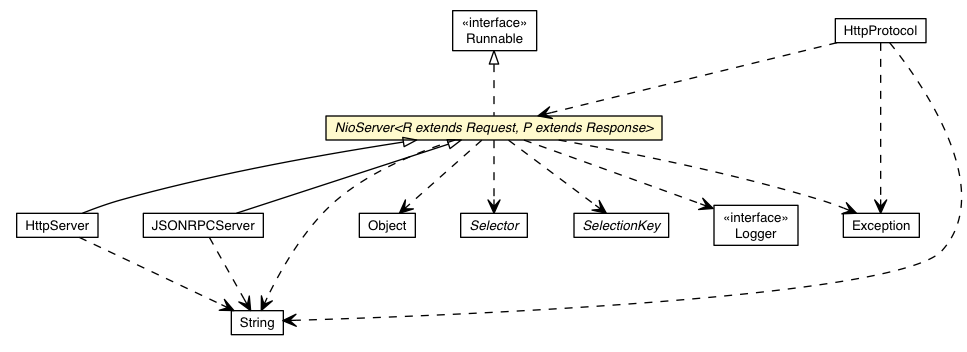 «interface»
Runnable
HttpProtocol
NioServer<R extends Request, P extends Response>
HttpServer
JSONRPCServer
Object
Selector
SelectionKey
«interface»
Logger
Exception
String